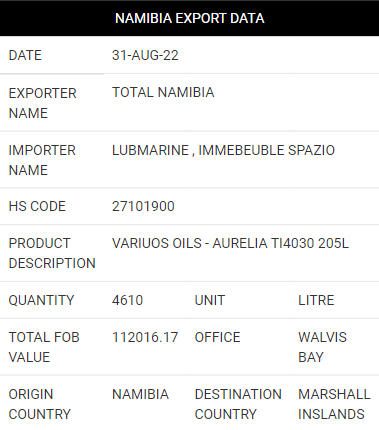 NAMIBIA EXPORT DATA
DATE 31-AUG-22
EXPORTER TOTAL NAMIBIA
NAME
IMPORTER LUBMARINE , IMMEBEUBLE SPAZIO
NAME
HS CODE 27101900
PRODUCT VARIUOS OILS - AURELIA TI4030 205L
DESCRIPTION
QUANTITY 4610 UNIT LITRE
TOTAL FOB 112016.17 OFFICE WALVIS
VALUE BAY
ORIGIN NAMIBIA DESTINATION MARSHALL
COUNTRY COUNTRY INSLANDS